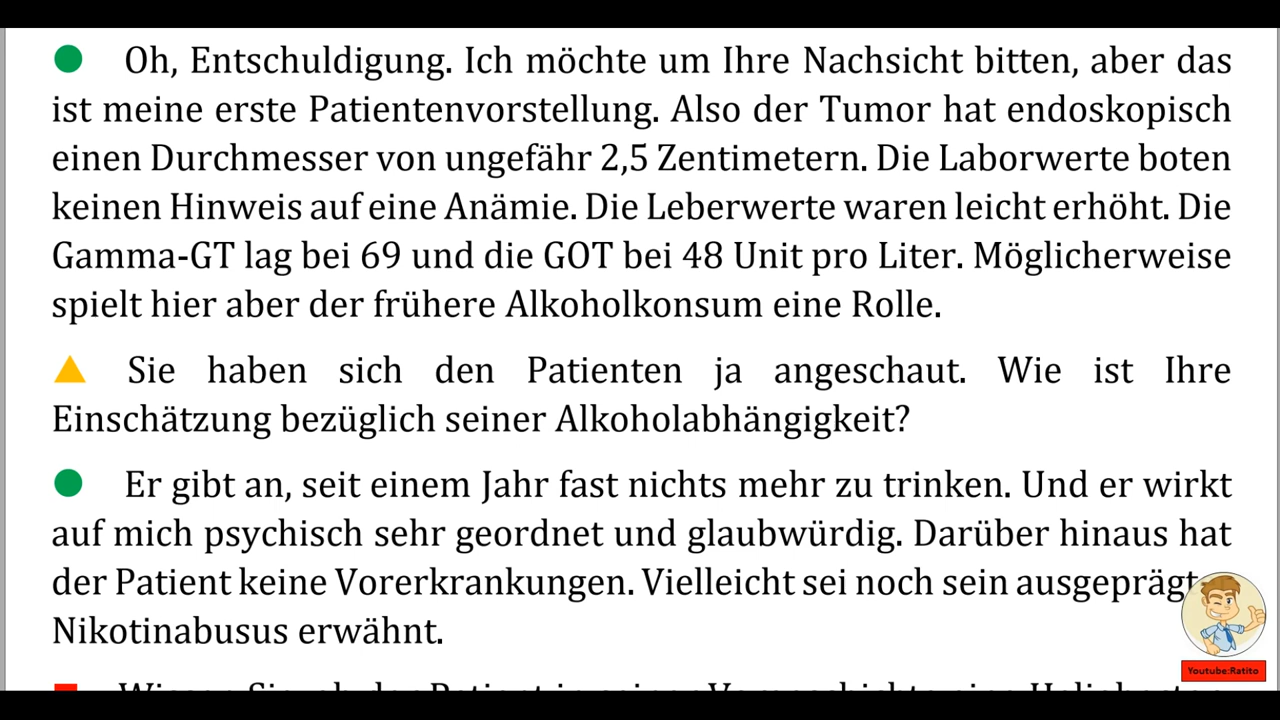 Oh, Entschuldigung. Ich möchte um Ihre Nachsicht bitten, aber das
ist meine erste Patientenvorstellung. Also der Tumor hat endoskopisch
einen Durchmesser von ungefähr 2,5 Zentimetern. Die Laborwerte boten
keinen Hinweis auf eine Anämie. Die Leberwerte waren leicht erhöht. Die
Gamma-GT lag bei 69 und die GOT bei 48 Unit pro Liter. Möglicherweise
spielt hier aber der frühere Alkoholkonsum eine Rolle.
Sie haben sich den Patienten ja angeschaut. Wie ist Ihre
Einschätzung bezüglich seiner Alkoholabhängigkeit?
Er gibt an, seit einem Jahr fast nichts mehr zu trinken. Und er wirkt
auf mich psychisch sehr geordnet und glaubwürdig. Darüber hinaus hat
der Patient keine Vorerkrankungen. Vielleicht sei noch sein
Nikotinabusus erwähnt.
Youtube:Ratito